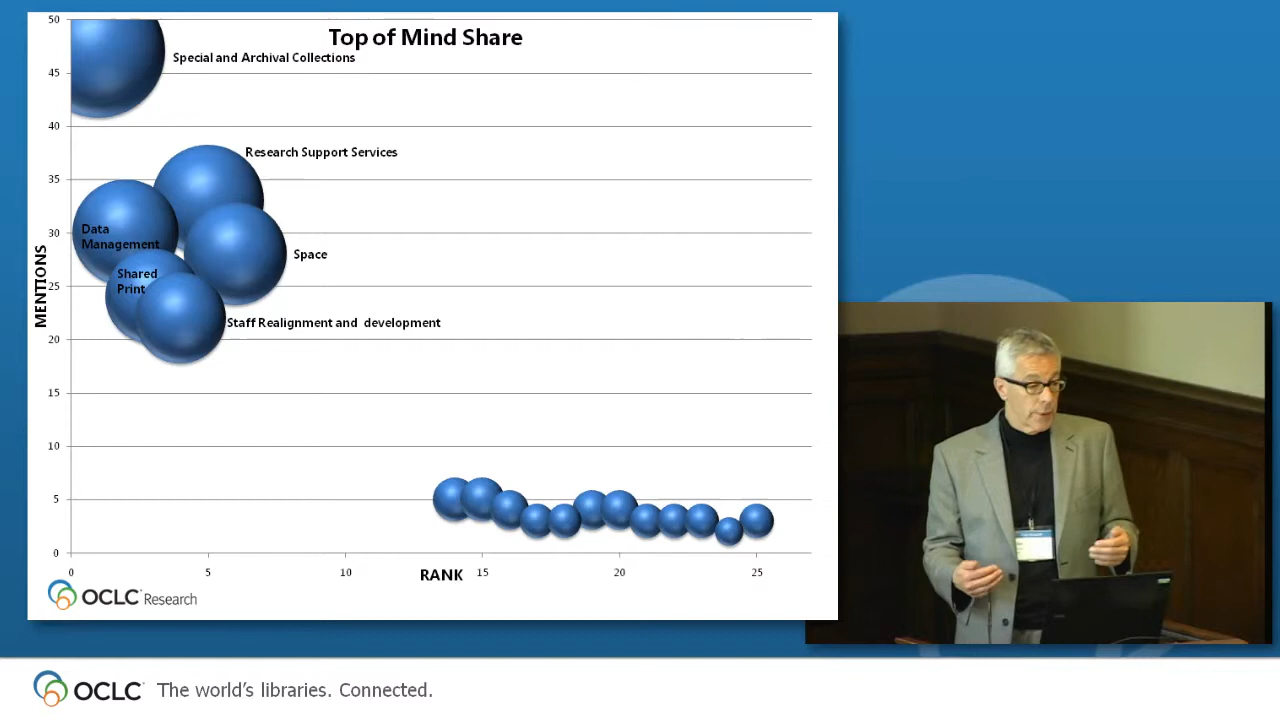 Top of Mind Share
50
45
40
35
30
25
20
15
10
5
0
MENTIONS
Special and Archival Collections
Research Support Services
Data
Management
Space
Shared
Print
Staff Realignment and development
0
5
10
15
20
25
RANK
OCLC Research
OCLC The world's libraries. Connected.